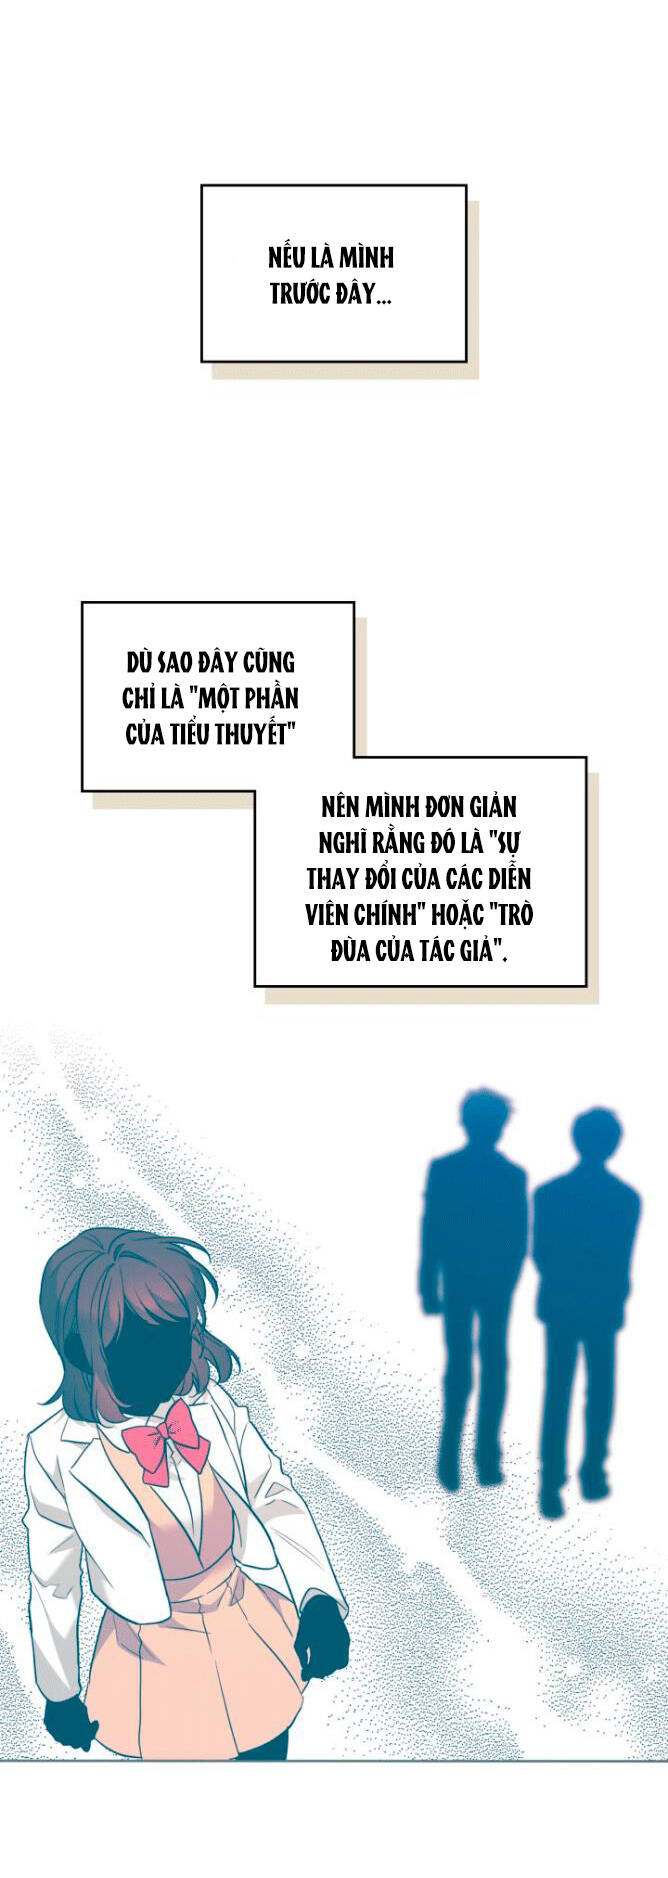 NẾU LÀ MÌNH
TRƯỚC ĐÂY...
DÙ SAO ĐÂY CŨNG
CHỈ LÀ "MỘT PHẦN
CỦA TIỂU THUYẾT"
NÊN MÌNH ĐƠN GIẢN
NGHĨ RẰNG ĐÓ LÀ "SỰ
THAY ĐỔI CỦA CÁC DIỄN
VIÊN CHÍNH" HOẶC "TRÒ
ĐÙA CỦA TÁC GIẢ".